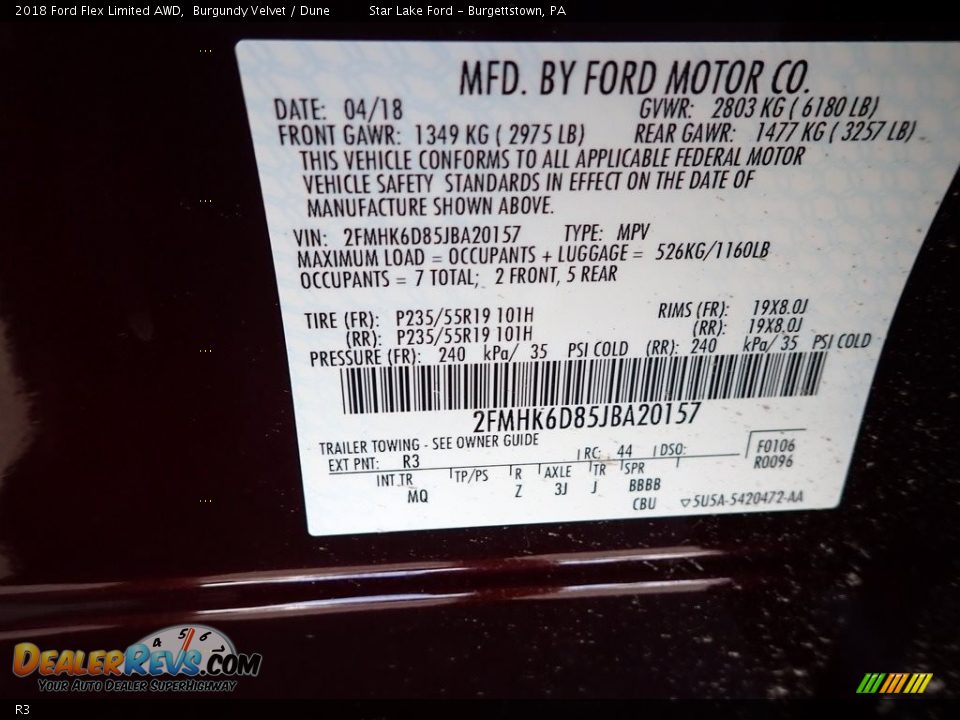 2018 Ford Flex Limited AWD, Burgundy Velvet / Dune Star Lake Ford - Burgettstown, PA
MFD. BY FORD MOTOR CO.
DATE: 04/18 GVWR: 2803 KG ( 6180 LB)
FRONT GAWR: 1349 KG ( 2975 LB) REAR GAWR: 1477 KG ( 3257 LB)
THIS VEHICLE CONFORMS TO ALL APPLICABLE FEDERAL MOTOR
VEHICLE SAFETY STANDARDS IN EFFECT ON THE DATE OF
MANUFACTURE SHOWN ABOVE.
VIN: 2FMHK6D85JBA20157 TYPE: MPV
MAXIMUM LOAD = OCCUPANTS + LUGGAGE = 526KG/1160LB
OCCUPANTS = 7 TOTAL; 2 FRONT, 5 REAR
TIRE (FR): P235/55R19 101H RIMS (FR): 19X8.0J
(RR): P235/55R19 101H (RR): 19X8.0J
PRESSURE (FR): 240 kPa/ 35 PSI COLD (RR): 240 kPa/ 35 PSI COLD
2FMHK6D85JBA20157
TRAILER TOWING - SEE OWNER GUIDE
EXT PNT: R3 RC: 44 DSO: F0106
R0096
INT TR TP/PS R AXLE TR SPR
MQ Z 3J J BBBB
CBU ▽5U5A-5420472-AA
4 5 6
DEALERREVS.COM
YOUR AUTO DEALER SUPERHIGHWAY
R3